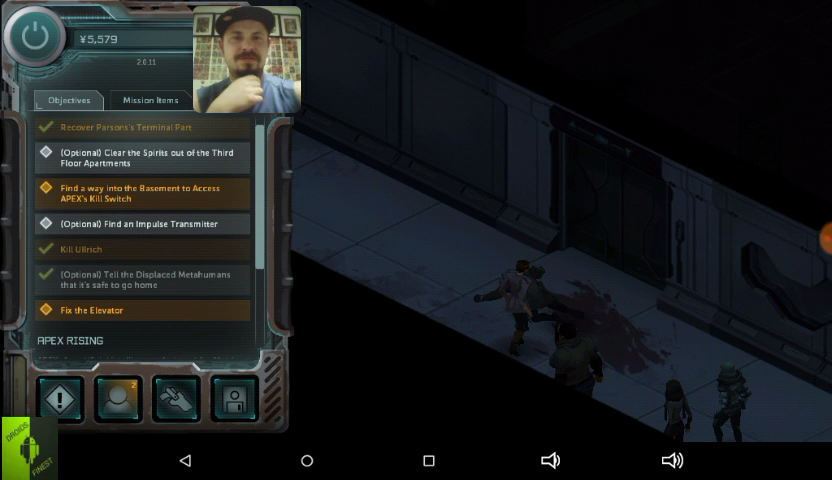 ¥5,579
2.0.11
Objectives
Mission Items
Recover Parsons's Terminal Part
(Optional) Clear the Spirits out of the Third
Floor Apartments
Find a way into the Basement to Access
APEX's Kill Switch
(Optional) Find an Impulse Transmitter
Kill Ullrich
(Optional) Tell the Displaced Metahumans
that it's safe to go home
Fix the Elevator
APEX RISING
2
DROIDS
FINEST